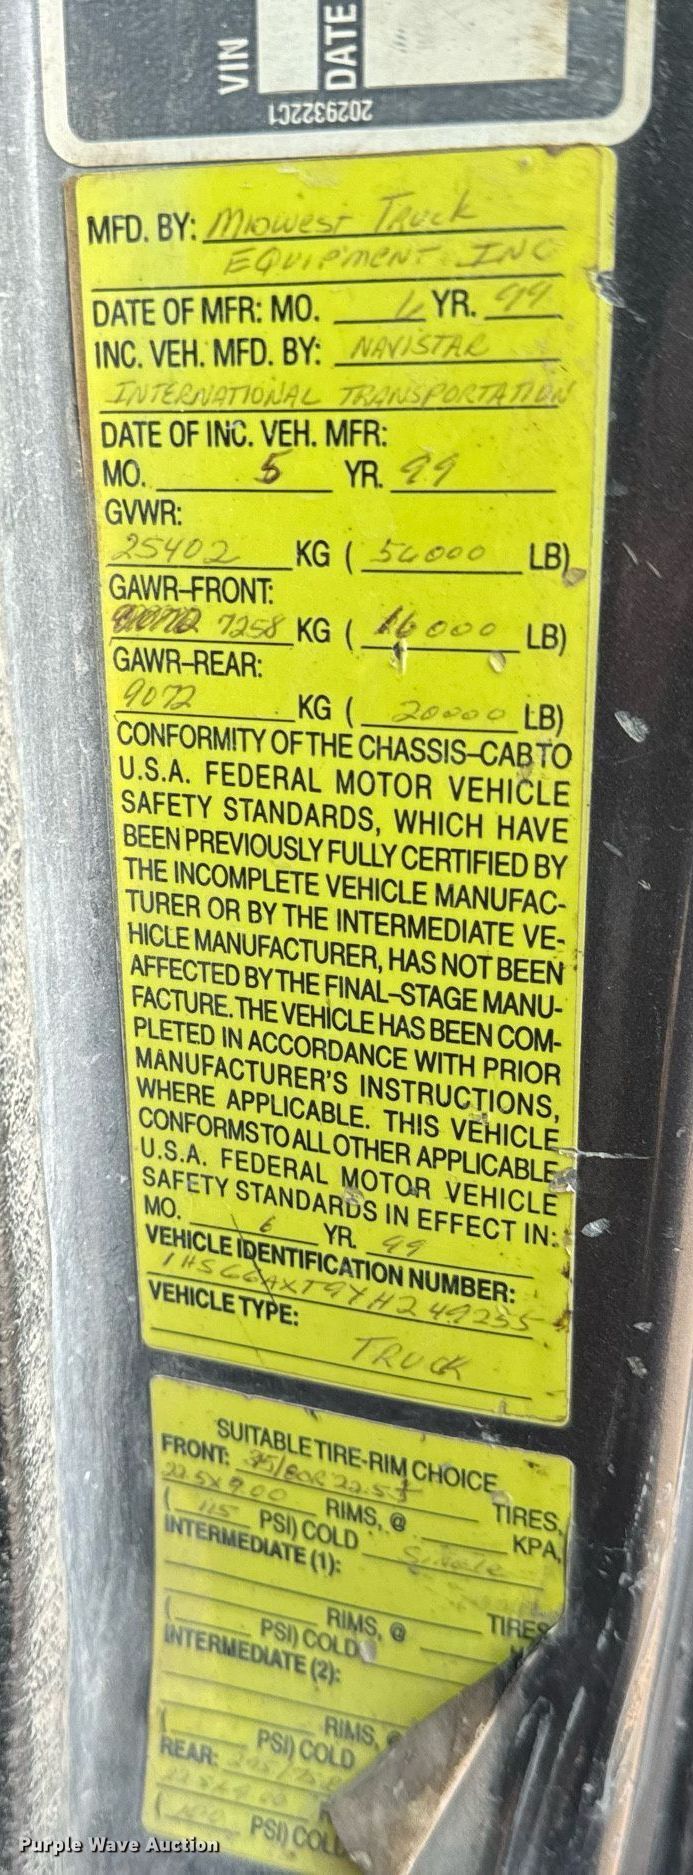 VIN
DATE
2029322C1
MFD. BY: Midwest Truck
EQUIPMENT INC
DATE OF MFR: MO. 6 YR. 99
INC. VEH. MFD. BY: NAVISTAR
INTERNATIONAL TRANSPORTATION
DATE OF INC. VEH. MFR:
MO. 5 YR. 99
GVWR:
25402 KG ( 56000 LB)
GAWR-FRONT:
7258 KG ( 16000 LB)
GAWR-REAR:
9072 KG ( 20000 LB)
CONFORMITY OF THE CHASSIS-CAB TO
U.S.A. FEDERAL MOTOR VEHICLE
SAFETY STANDARDS, WHICH HAVE
BEEN PREVIOUSLY FULLY CERTIFIED BY
THE INCOMPLETE VEHICLE MANUFAC-
TURER OR BY THE INTERMEDIATE VE-
HICLE MANUFACTURER, HAS NOT BEEN
AFFECTED BY THE FINAL-STAGE MANU-
FACTURE. THE VEHICLE HAS BEEN COM-
PLETED IN ACCORDANCE WITH PRIOR
MANUFACTURER'S INSTRUCTIONS,
WHERE APPLICABLE. THIS VEHICLE
CONFORMS TO ALL OTHER APPLICABLE
U.S.A. FEDERAL MOTOR VEHICLE
SAFETY STANDARDS IN EFFECT IN:
MO. 6 YR. 99
VEHICLE IDENTIFICATION NUMBER:
1HSGGAXT9YH249255
VEHICLE TYPE:
TRUCK
SUITABLE TIRE-RIM CHOICE
FRONT: TIRES,
22.5X9.00 RIMS, @ KPA,
( 115 PSI) COLD Single
INTERMEDIATE (1):
TIRES
RIMS, @
( PSI) COLD
INTERMEDIATE (2):
RIMS,
( PSI) COLD
REAR:
( PSI) COL
Purple Wave Auction